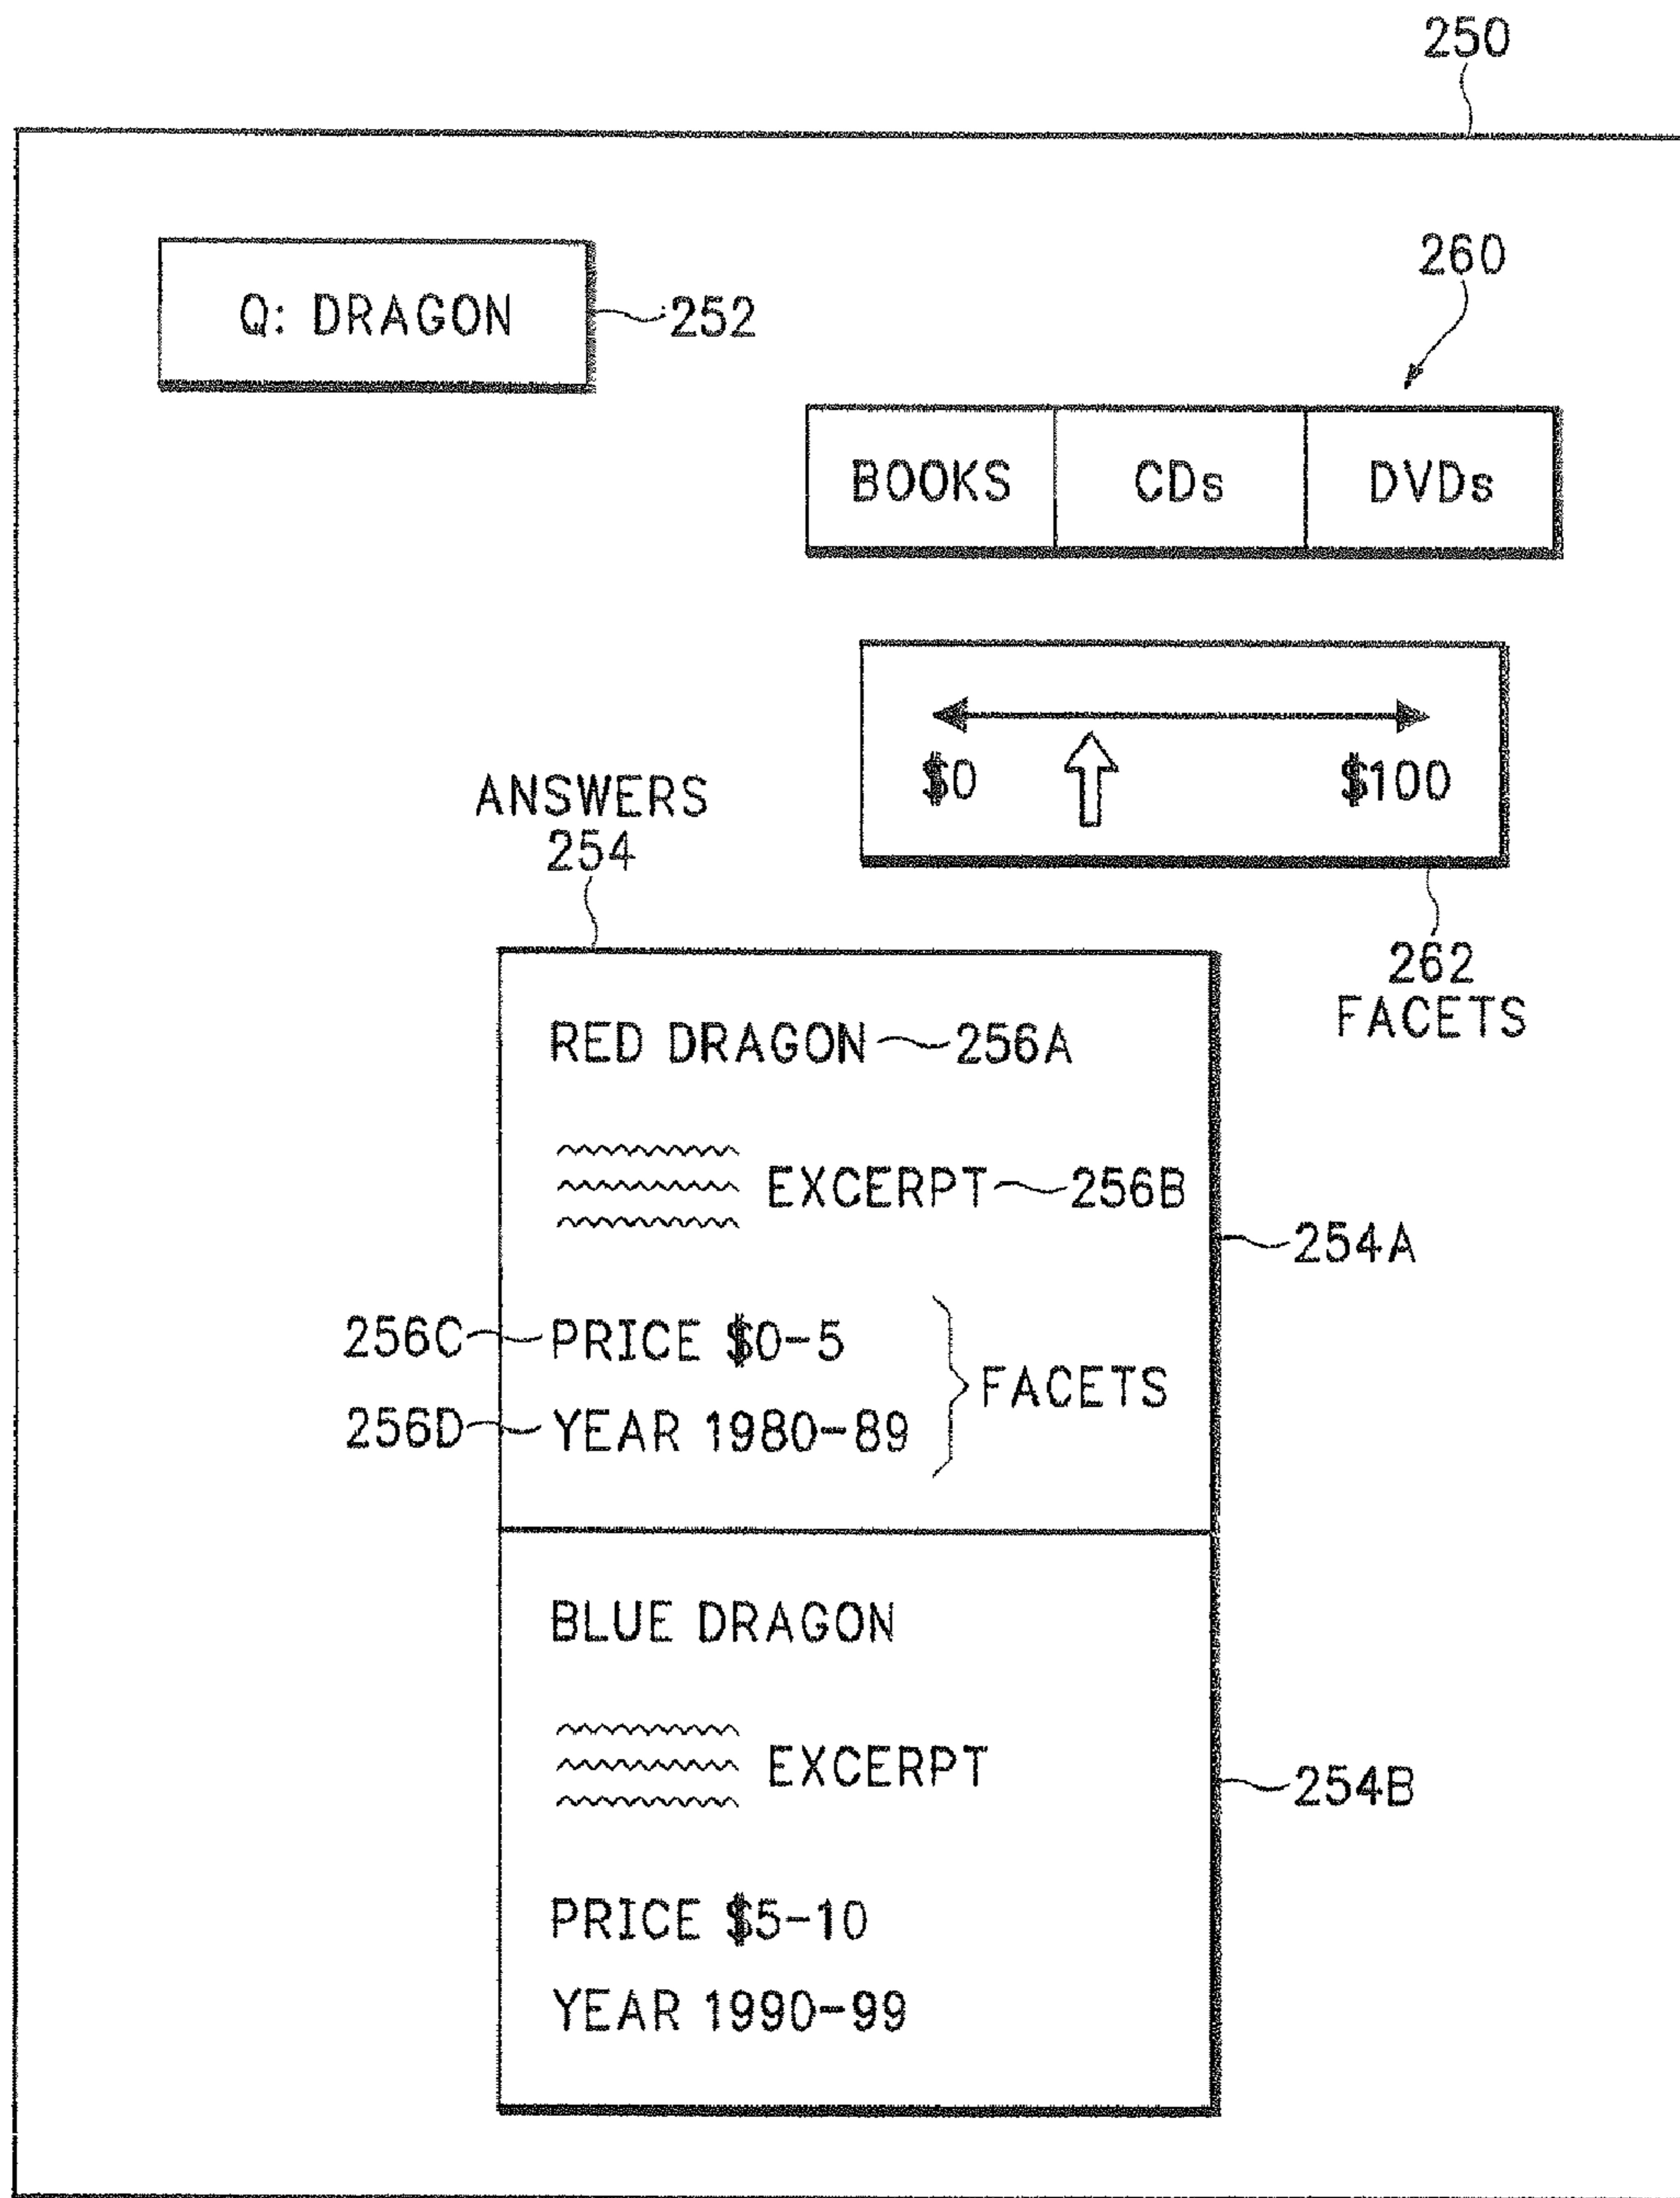 250
Q: DRAGON 252
260
BOOKS CDs DVDs
$0 $100
262
FACETS
ANSWERS
254
RED DRAGON 256A
EXCERPT 256B
254A
256C PRICE $0-5
FACETS
256D YEAR 1980-89
BLUE DRAGON
EXCERPT
254B
PRICE $5-10
YEAR 1990-99